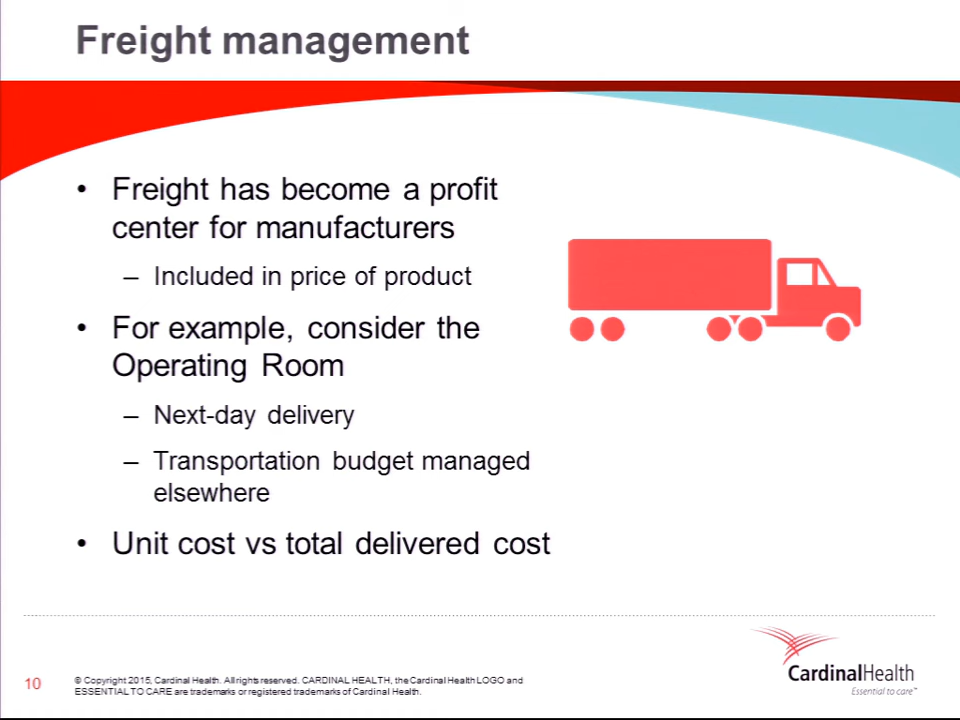 Freight management
• Freight has become a profit
center for manufacturers
– Included in price of product
• For example, consider the
Operating Room
– Next-day delivery
– Transportation budget managed
elsewhere
• Unit cost vs total delivered cost
10
© Copyright 2015, Cardinal Health. All rights reserved. CARDINAL HEALTH, the Cardinal Health LOGO and
ESSENTIAL TO CARE are trademarks or registered trademarks of Cardinal Health.
CardinalHealth
Essential to care™